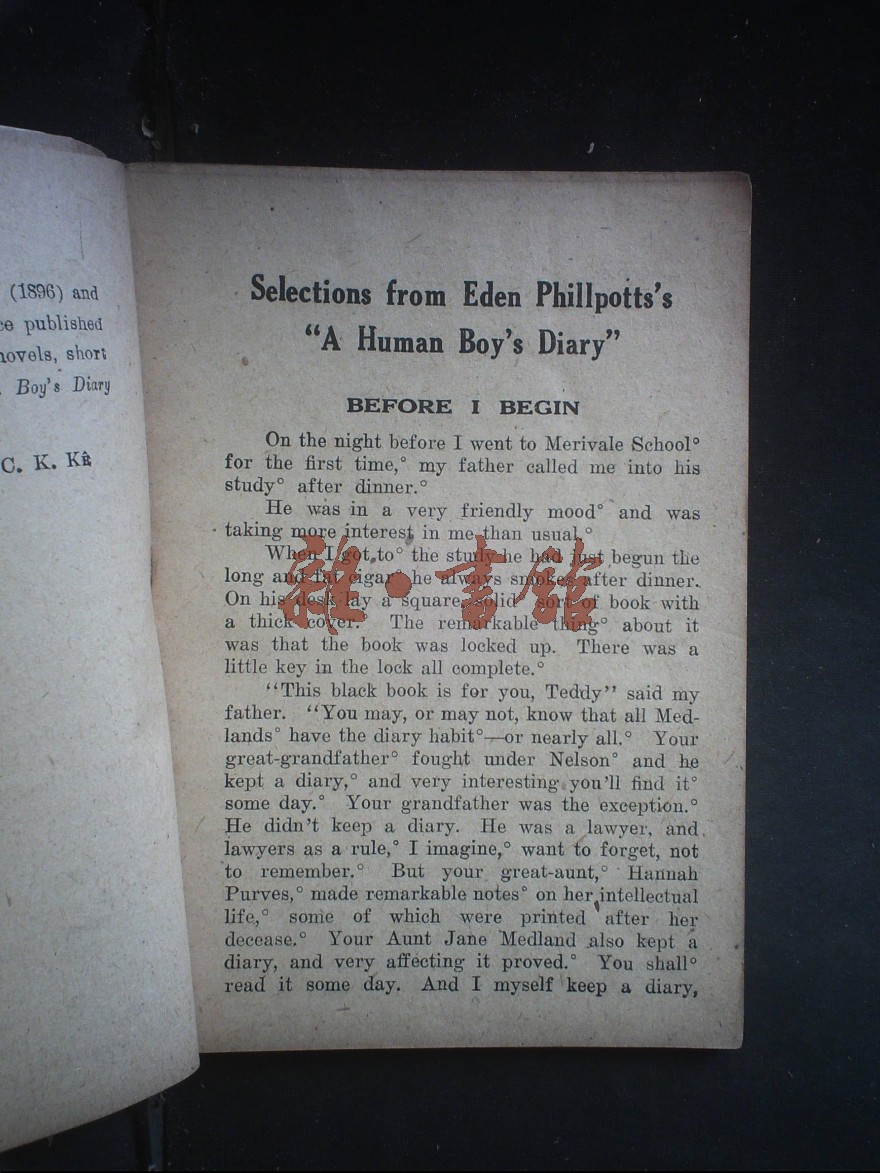 (1896) and
published
novels, short
Boy's Diary
C. K. Kê
Selections from Eden Phillpotts's
“A Human Boy's Diary”
BEFORE I BEGIN
On the night before I went to Merivale School°
for the first time,° my father called me into his
study° after dinner.°
He was in a very friendly mood° and was
taking more interest in me than usual.°
When I got to° the study he had just begun the
long and fat cigar° he always smokes after dinner.
On his desk lay a square, solid° sort of book with
a thick cover.° The remarkable thing° about it
was that the book was locked up. There was a
little key in the lock all complete.°
“This black book is for you, Teddy” said my
father. “You may, or may not, know that all Med-
lands° have the diary habit°—or nearly all.° Your
great-grandfather° fought under Nelson° and he
kept a diary,° and very interesting you'll find it°
some day.° Your grandfather was the exception.°
He didn't keep a diary. He was a lawyer, and
lawyers as a rule,° I imagine,° want to forget, not
to remember.° But your great-aunt,° Hannah
Purves,° made remarkable notes° on her intellectual
life,° some of which were printed after her
decease.° Your Aunt Jane Medland also kept a
diary, and very affecting it proved.° You shall°
read it some day. And I myself keep a diary,
雜·書館